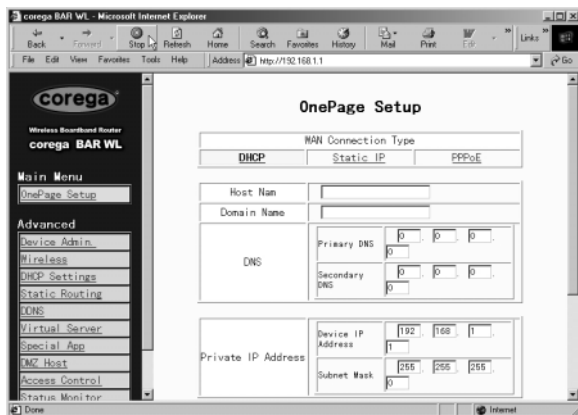 corega BAR WL - Microsoft Internet Explorer
Back Forward Stop Refresh Home Search Favorites History Mail Print Edit Links
File Edit View Favorites Tools Help Address http://192.168.1.1 Go
corega
Wireless Boardband Router
corega BAR WL
Main Menu
OnePage Setup
Advanced
Device Admin.
Wireless
DHCP Settings
Static Routing
DDNS
Virtual Server
Special App
DMZ Host
Access Control
Status Monitor
OnePage Setup
WAN Connection Type
DHCP Static IP PPPoE
Host Nam
Domain Name
DNS
Primary DNS 0 . 0 . 0 .
0
Secondary DNS 0 . 0 . 0 .
0
Private IP Address
Device IP Address 192 . 168 . 1 .
1
Subnet Mask 255 . 255 . 255 .
0
Done Internet